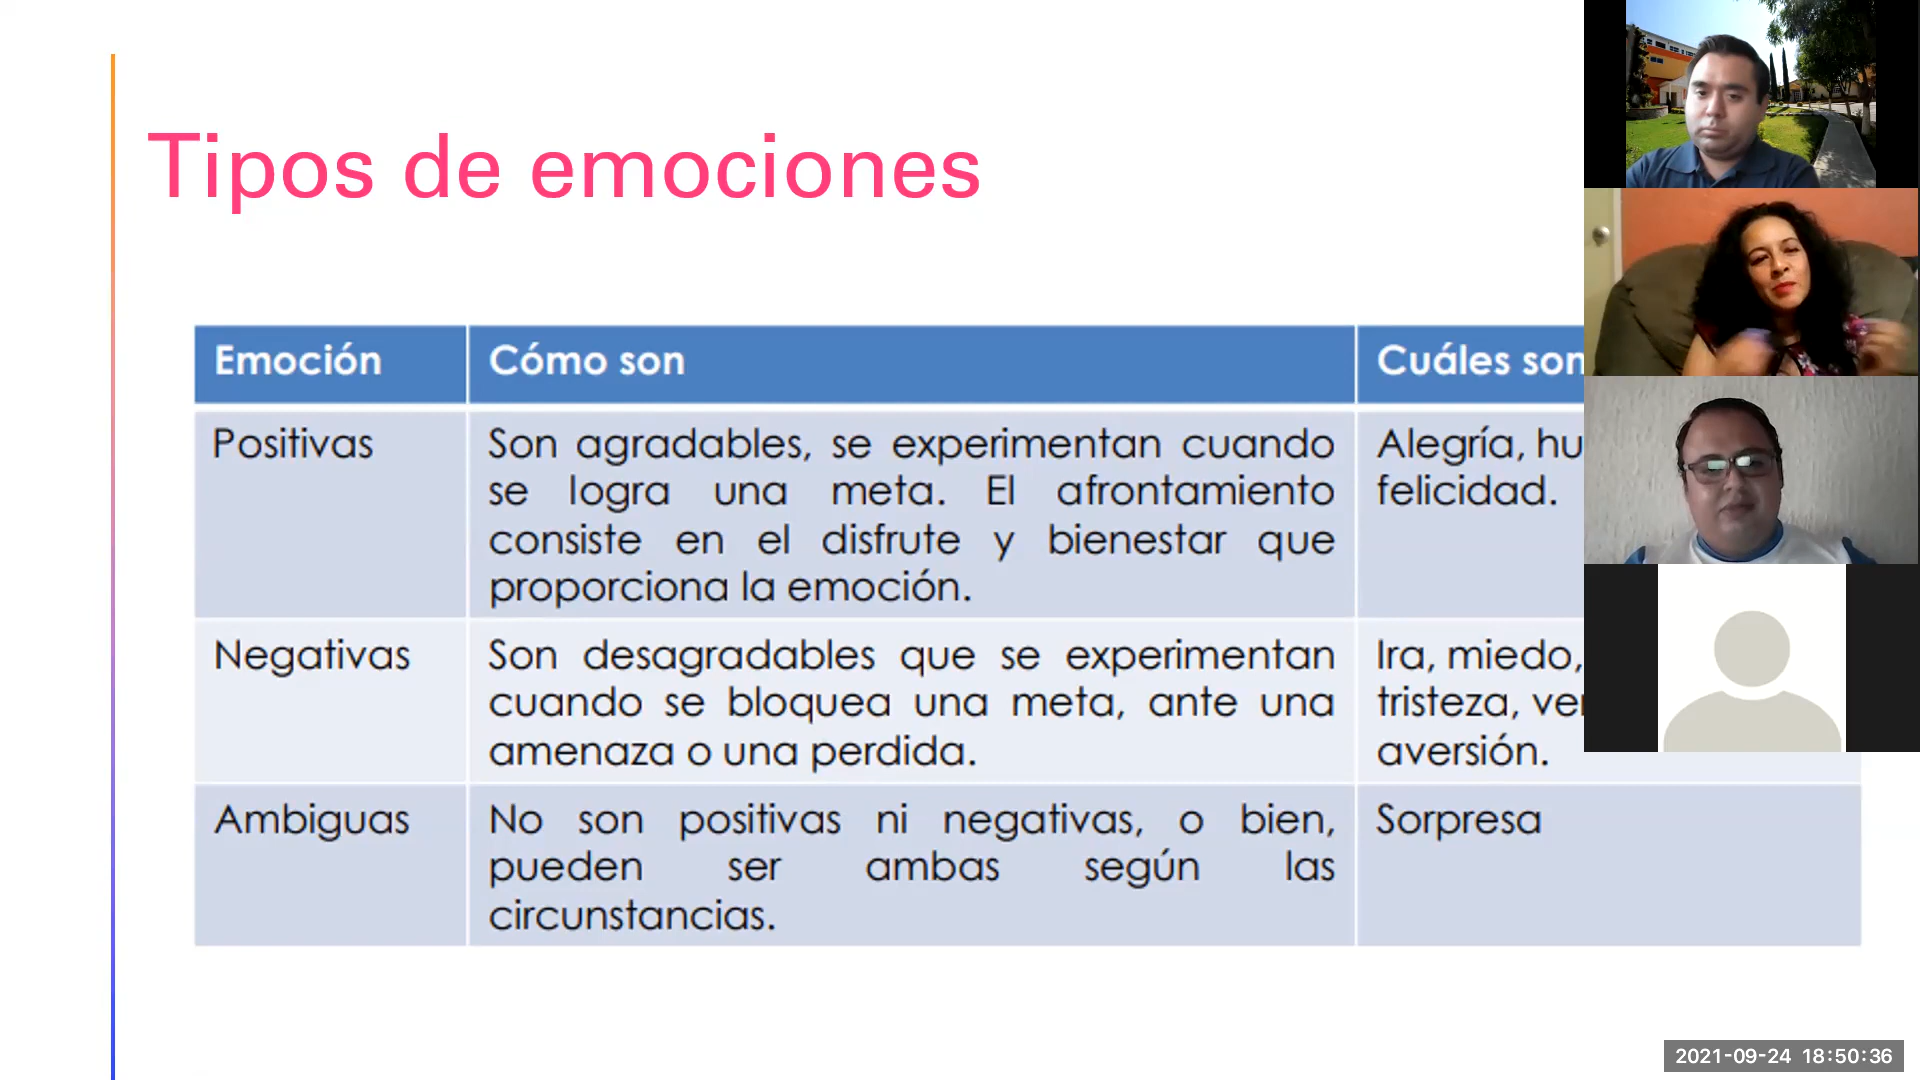 Tipos de emociones
Emoción
Cómo son
Cuáles son
Positivas
Son agradables, se experimentan cuando
se logra una meta. El afrontamiento
consiste en el disfrute y bienestar que
proporciona la emoción.
Alegría,
felicidad.
Negativas
Son desagradables que se experimentan
cuando se bloquea una meta, ante una
amenaza o una perdida.
Ira, miedo,
tristeza,
aversión.
Ambiguas
No son positivas ni negativas, o bien,
pueden ser ambas según las
circunstancias.
Sorpresa
2021-09-24 18:50:36